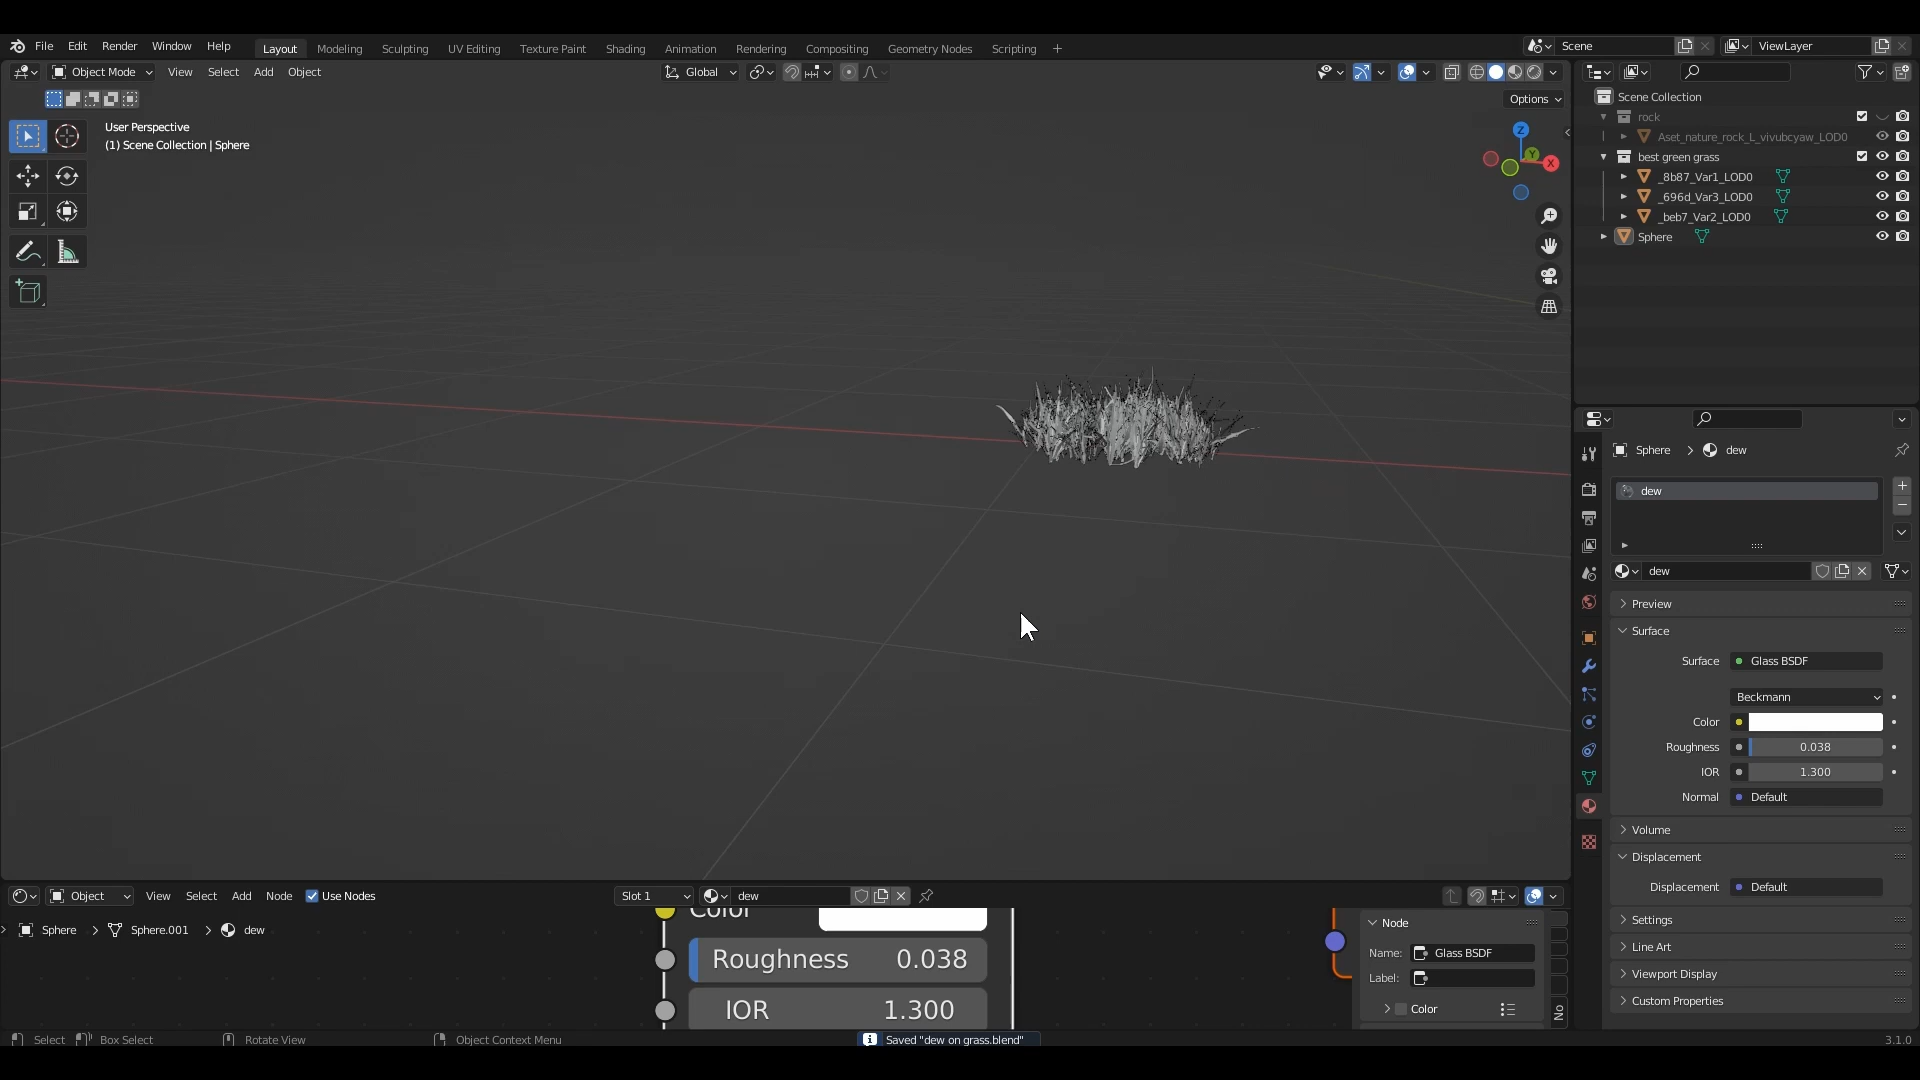 File Edit Render Window Help Layout Modeling Sculpting UV Editing Texture Paint Shading Animation Rendering Compositing Geometry Nodes Scripting + Scene ViewLayer
Object Mode View Select Add Object Global
Options
User Perspective
(1) Scene Collection | Sphere
Z
Y
X
Scene Collection
rock
Aset_nature_rock_L_vivubcyaw_LOD0
best green grass
_8b87_Var1_LOD0
_696d_Var3_LOD0
_beb7_Var2_LOD0
Sphere
Sphere > dew
dew
dew
Preview
Surface
Surface Glass BSDF
Beckmann
Color
Roughness 0.038
IOR 1.300
Normal Default
Volume
Displacement
Displacement Default
Settings
Line Art
Viewport Display
Custom Properties
Object View Select Add Node Use Nodes Slot 1 dew
Sphere > Sphere.001 > dew
Color
Roughness 0.038
IOR 1.300
Node
Name: Glass BSDF
Label:
Color
No
Select Box Select Rotate View Object Context Menu Saved "dew on grass.blend" 3.1.0